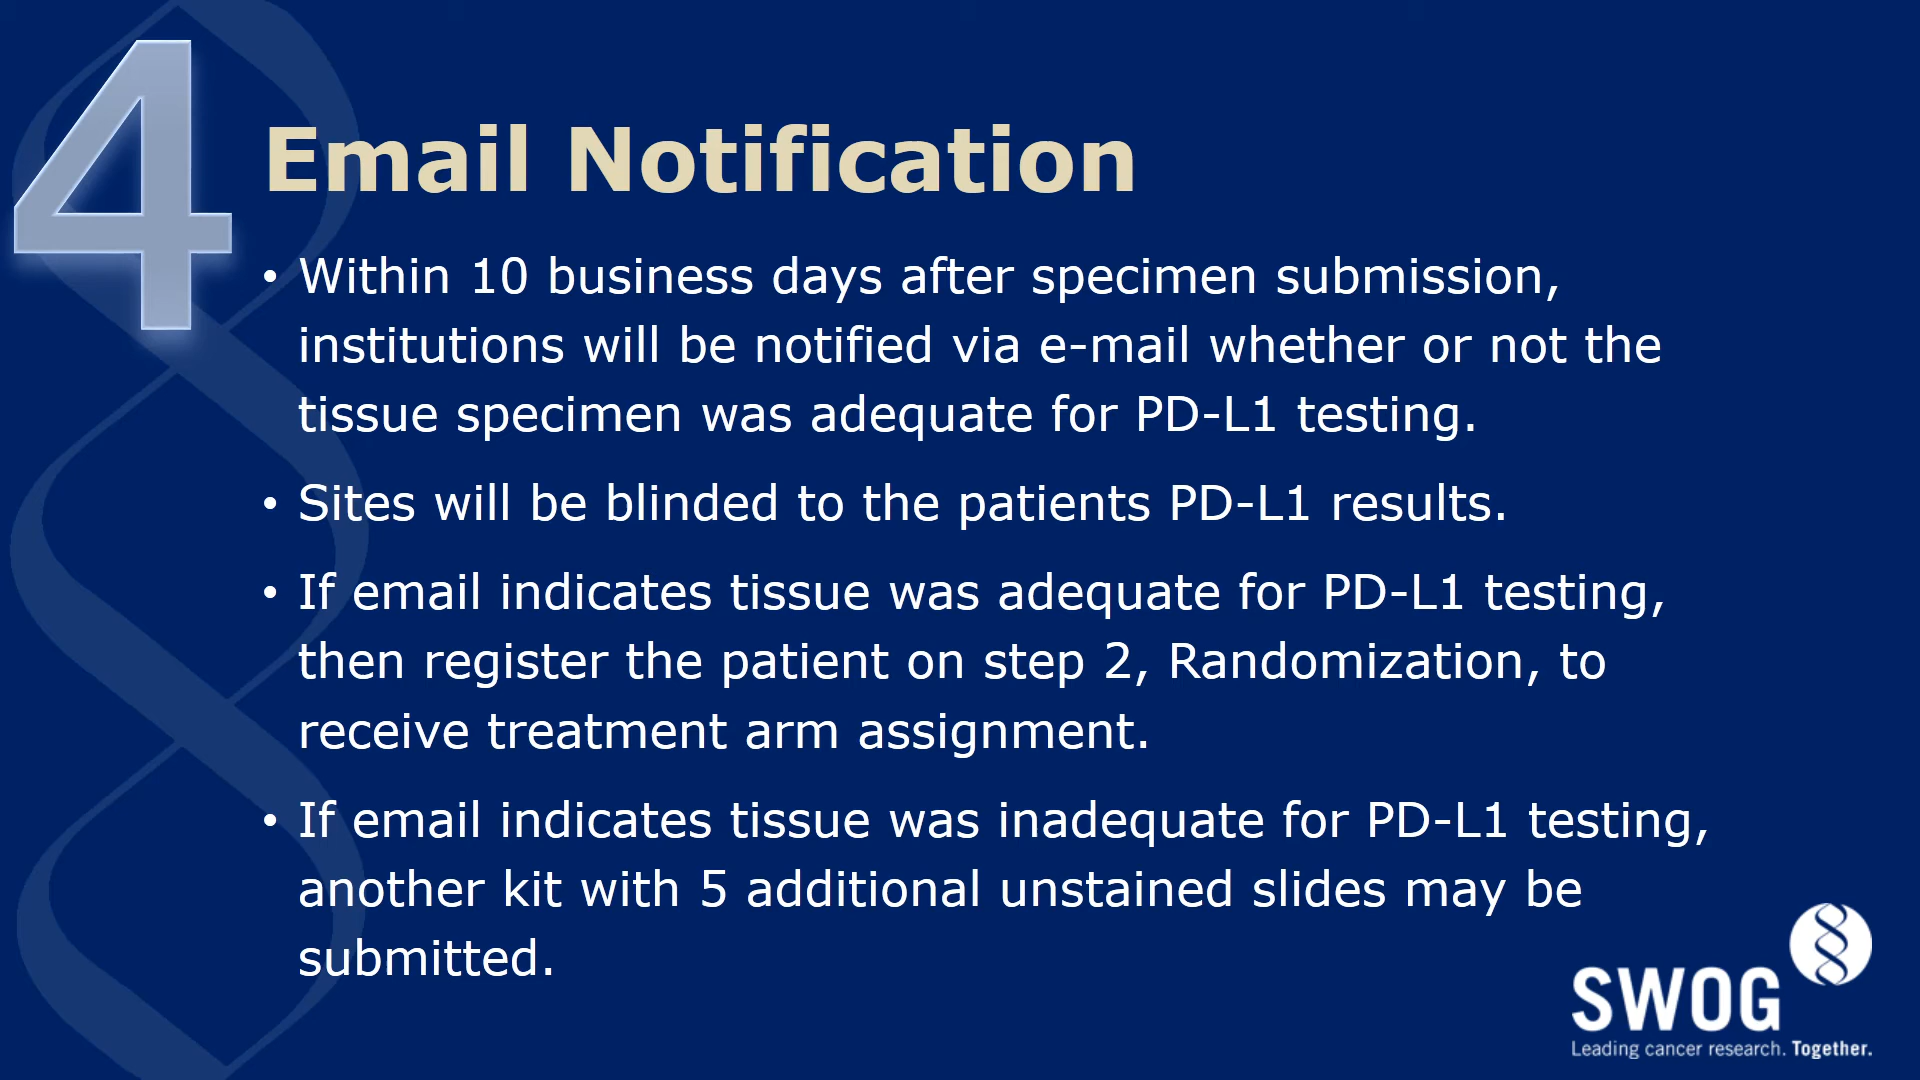 4
Email Notification
• Within 10 business days after specimen submission,
institutions will be notified via e-mail whether or not the
tissue specimen was adequate for PD-L1 testing.
• Sites will be blinded to the patients PD-L1 results.
• If email indicates tissue was adequate for PD-L1 testing,
then register the patient on step 2, Randomization, to
receive treatment arm assignment.
• If email indicates tissue was inadequate for PD-L1 testing,
another kit with 5 additional unstained slides may be
submitted.
SWOG
Leading cancer research. Together.